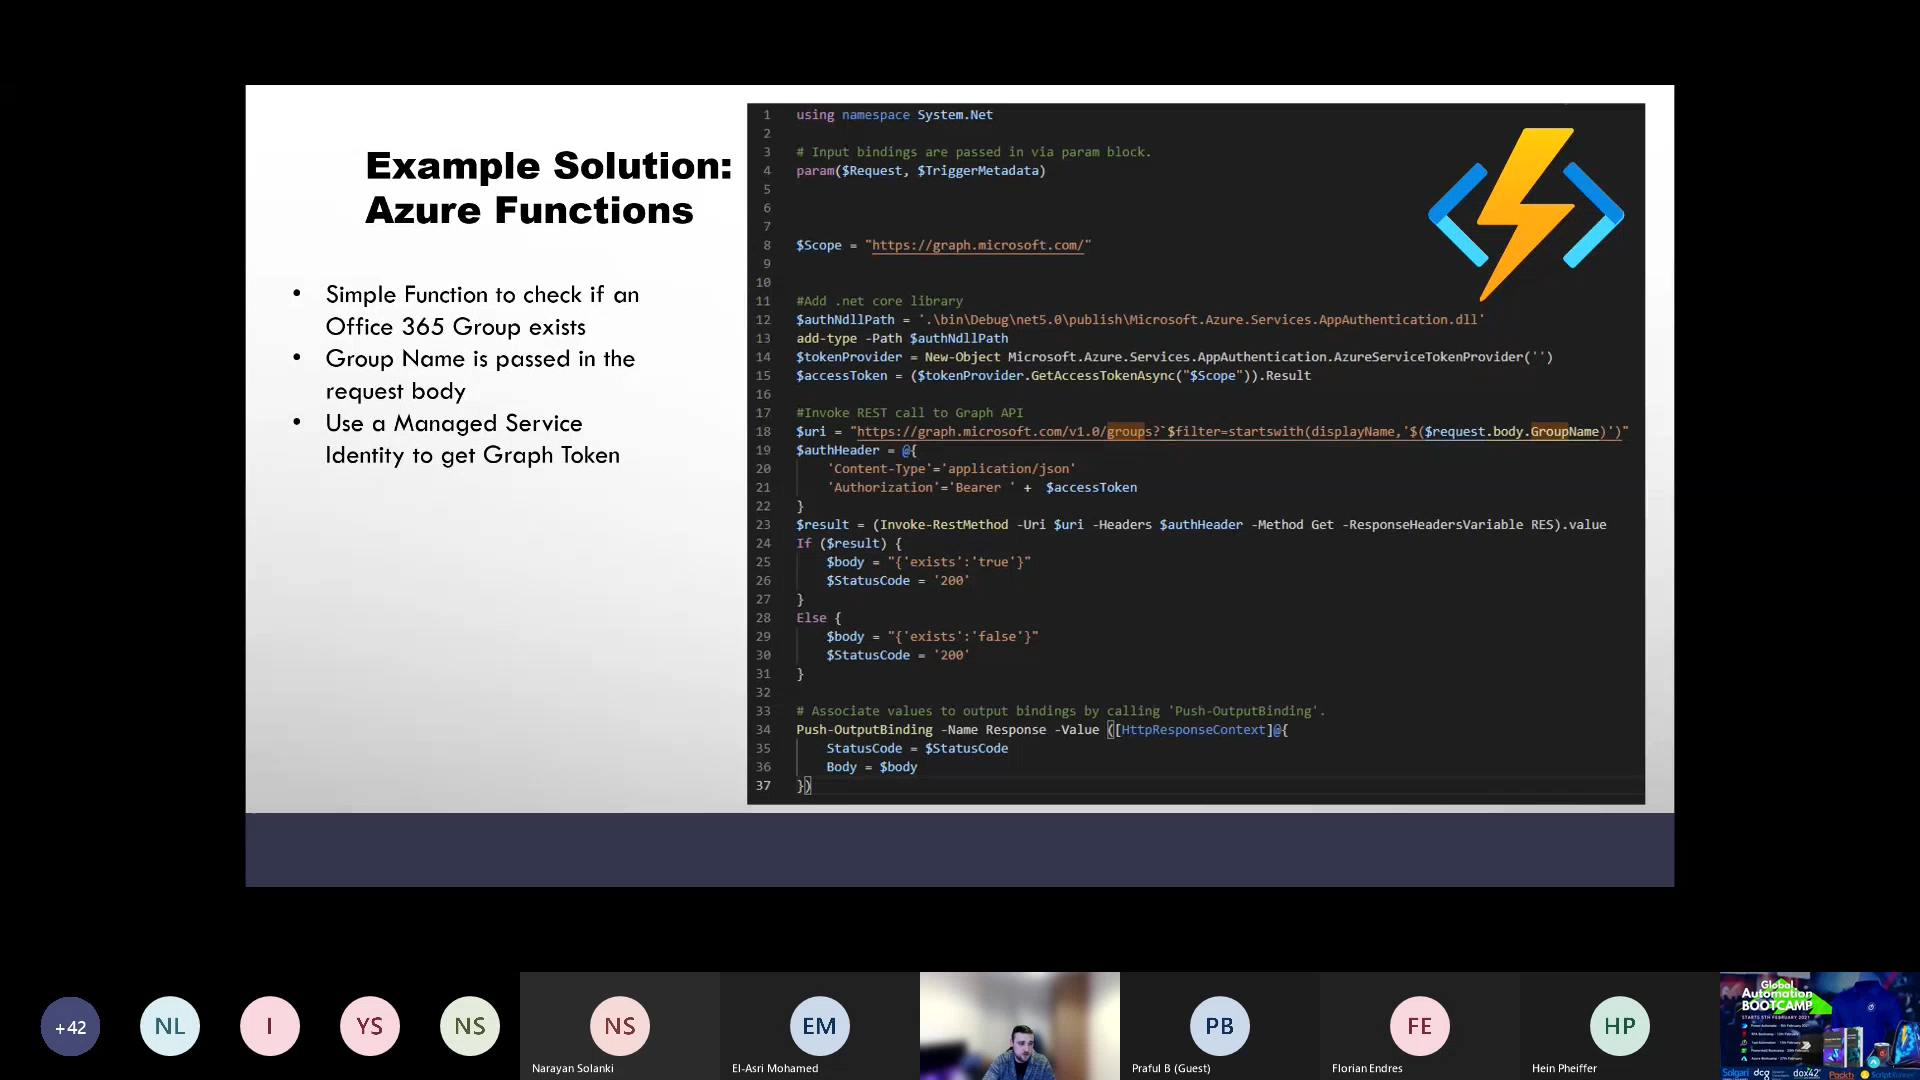 Example Solution:
Azure Functions
• Simple Function to check if an
Office 365 Group exists
• Group Name is passed in the
request body
• Use a Managed Service
Identity to get Graph Token
1 using namespace System.Net
2
3 # Input bindings are passed in via param block.
4 param($Request, $TriggerMetadata)
5
6
7
8 $Scope = "https://graph.microsoft.com/"
9
10
11 #Add .net core library
12 $authNdllPath = '.\bin\Debug\net5.0\publish\Microsoft.Azure.Services.AppAuthentication.dll'
13 add-type -Path $authNdllPath
14 $tokenProvider = New-Object Microsoft.Azure.Services.AppAuthentication.AzureServiceTokenProvider('')
15 $accessToken = ($tokenProvider.GetAccessTokenAsync("$Scope")).Result
16
17 #Invoke REST call to Graph API
18 $uri = "https://graph.microsoft.com/v1.0/groups?`$filter=startswith(displayName,'$($request.body.GroupName)')"
19 $authHeader = @{
20 'Content-Type'='application/json'
21 'Authorization'='Bearer ' + $accessToken
22 }
23 $result = (Invoke-RestMethod -Uri $uri -Headers $authHeader -Method Get -ResponseHeadersVariable RES).value
24 If ($result) {
25 $body = "{'exists':'true'}"
26 $StatusCode = '200'
27 }
28 Else {
29 $body = "{'exists':'false'}"
30 $StatusCode = '200'
31 }
32
33 # Associate values to output bindings by calling 'Push-OutputBinding'.
34 Push-OutputBinding -Name Response -Value ([HttpResponseContext]@{
35 StatusCode = $StatusCode
36 Body = $body
37 })
+42
NL
I
YS
NS
NS
Narayan Solanki
EM
El-Asri Mohamed
PB
Praful B (Guest)
FE
Florian Endres
HP
Hein Pheiffer
Global
Automation
BOOTCAMP
STARTS 5TH FEBRUARY 2021
Solgari
dcg
dox42